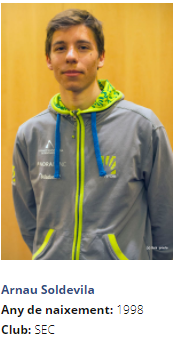 Arnau Soldevila
Any de naixement: 1998
Club: SEC